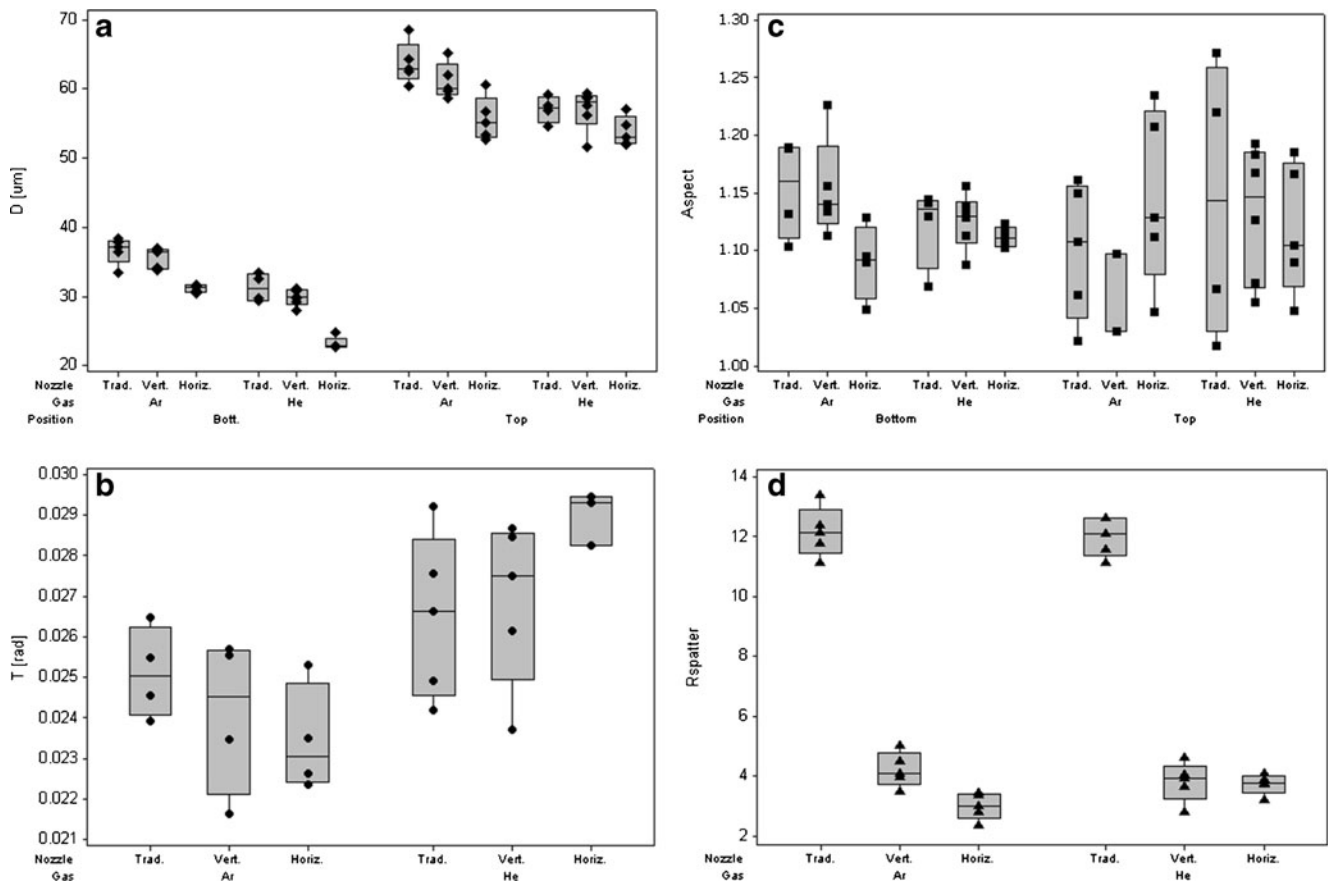 a
D [um]
70
60
50
40
30
20
Nozzle Trad. Vert. Horiz. Trad. Vert. Horiz. Trad. Vert. Horiz. Trad. Vert. Horiz.
Gas Ar He Ar He
Position Bott. Top
c
Aspect
1.30
1.25
1.20
1.15
1.10
1.05
1.00
Nozzle Trad. Vert. Horiz. Trad. Vert. Horiz. Trad. Vert. Horiz. Trad. Vert. Horiz.
Gas Ar He Ar He
Position Bottom Top
b
T [rad]
0.030
0.029
0.028
0.027
0.026
0.025
0.024
0.023
0.022
0.021
Nozzle Trad. Vert. Horiz. Trad. Vert. Horiz.
Gas Ar He
d
Rspatter
14
12
10
8
6
4
2
Nozzle Trad. Vert. Horiz. Trad. Vert. Horiz.
Gas Ar He